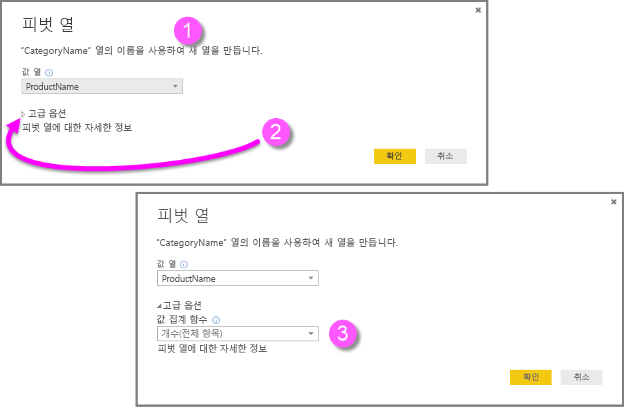 피벗 열
1
"CategoryName" 열의 이름을 사용하여 새 열을 만듭니다.
값 열
ProductName
고급 옵션
피벗 열에 대한 자세한 정보
2
확인 취소
피벗 열
"CategoryName" 열의 이름을 사용하여 새 열을 만듭니다.
값 열
ProductName
고급 옵션
값 집계 함수
개수(전체 항목)
3
피벗 열에 대한 자세한 정보
확인 취소